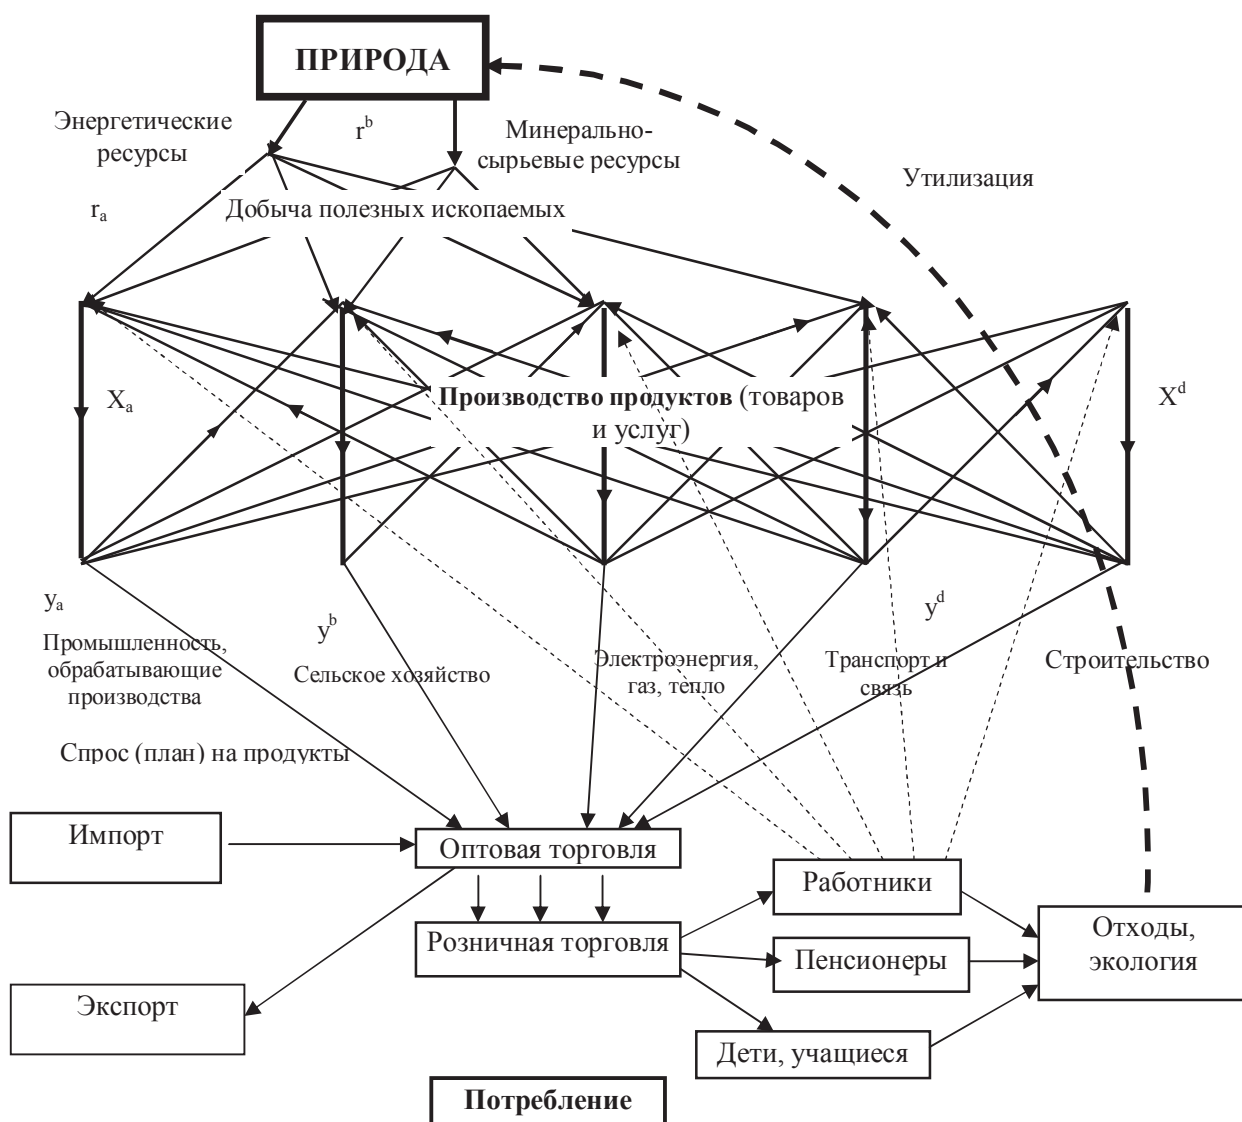 ПРИРОДА
Энергетические
ресурсы
r^b
Минерально-
сырьевые ресурсы
Утилизация
r_a
Добыча полезных ископаемых
X_a
Производство продуктов (товаров
и услуг)
X^d
y_a
y^b
y^d
Промышленность,
обрабатывающие
производства
Сельское хозяйство
Электроэнергия,
газ, тепло
Транспорт и
связь
Строительство
Спрос (план) на продукты
Импорт
Оптовая торговля
Работники
Розничная торговля
Пенсионеры
Отходы,
экология
Экспорт
Дети, учащиеся
Потребление